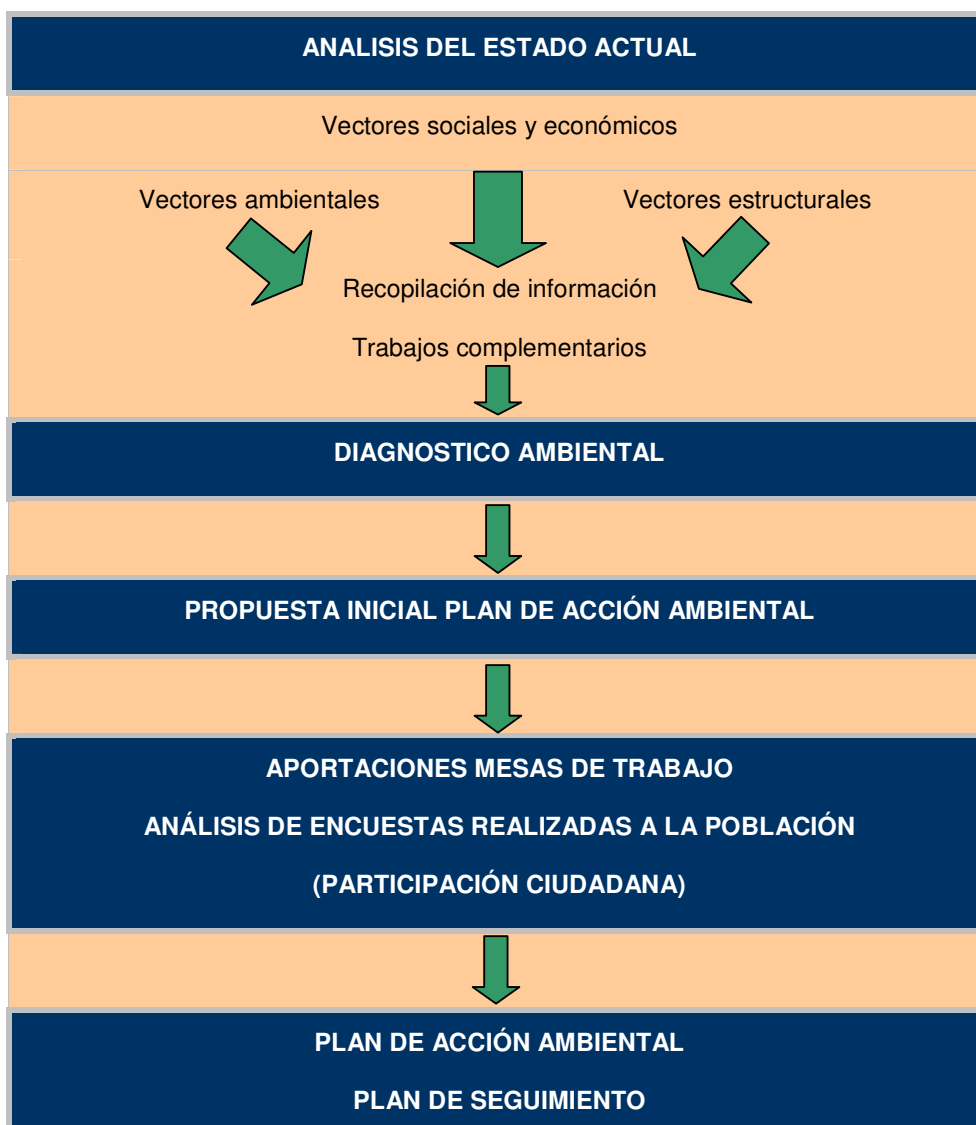 ANALISIS DEL ESTADO ACTUAL
Vectores sociales y económicos
Vectores ambientales
Vectores estructurales
Recopilación de información
Trabajos complementarios
DIAGNOSTICO AMBIENTAL
PROPUESTA INICIAL PLAN DE ACCIÓN AMBIENTAL
APORTACIONES MESAS DE TRABAJO
ANÁLISIS DE ENCUESTAS REALIZADAS A LA POBLACIÓN
(PARTICIPACIÓN CIUDADANA)
PLAN DE ACCIÓN AMBIENTAL
PLAN DE SEGUIMIENTO